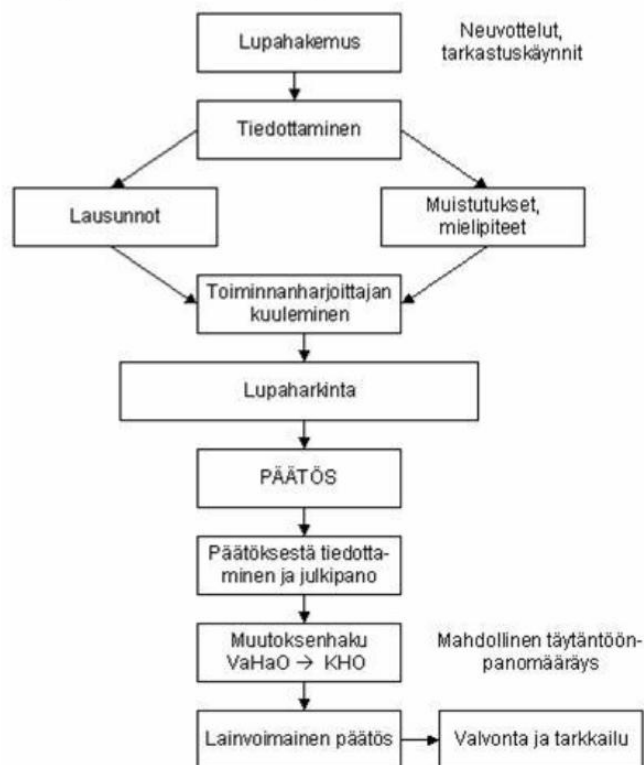 Lupahakemus
Neuvottelut,
tarkastuskäynnit
Tiedottaminen
Lausunnot
Muistutukset,
mielipiteet
Toiminnanharjoittajan
kuuleminen
Lupaharkinta
PÄÄTÖS
Päätöksestä tiedotta-
minen ja julkipano
Muutoksenhaku
VaHaO → KHO
Mahdollinen täytäntöön-
panomääräys
Lainvoimainen päätös
Valvonta ja tarkkailu